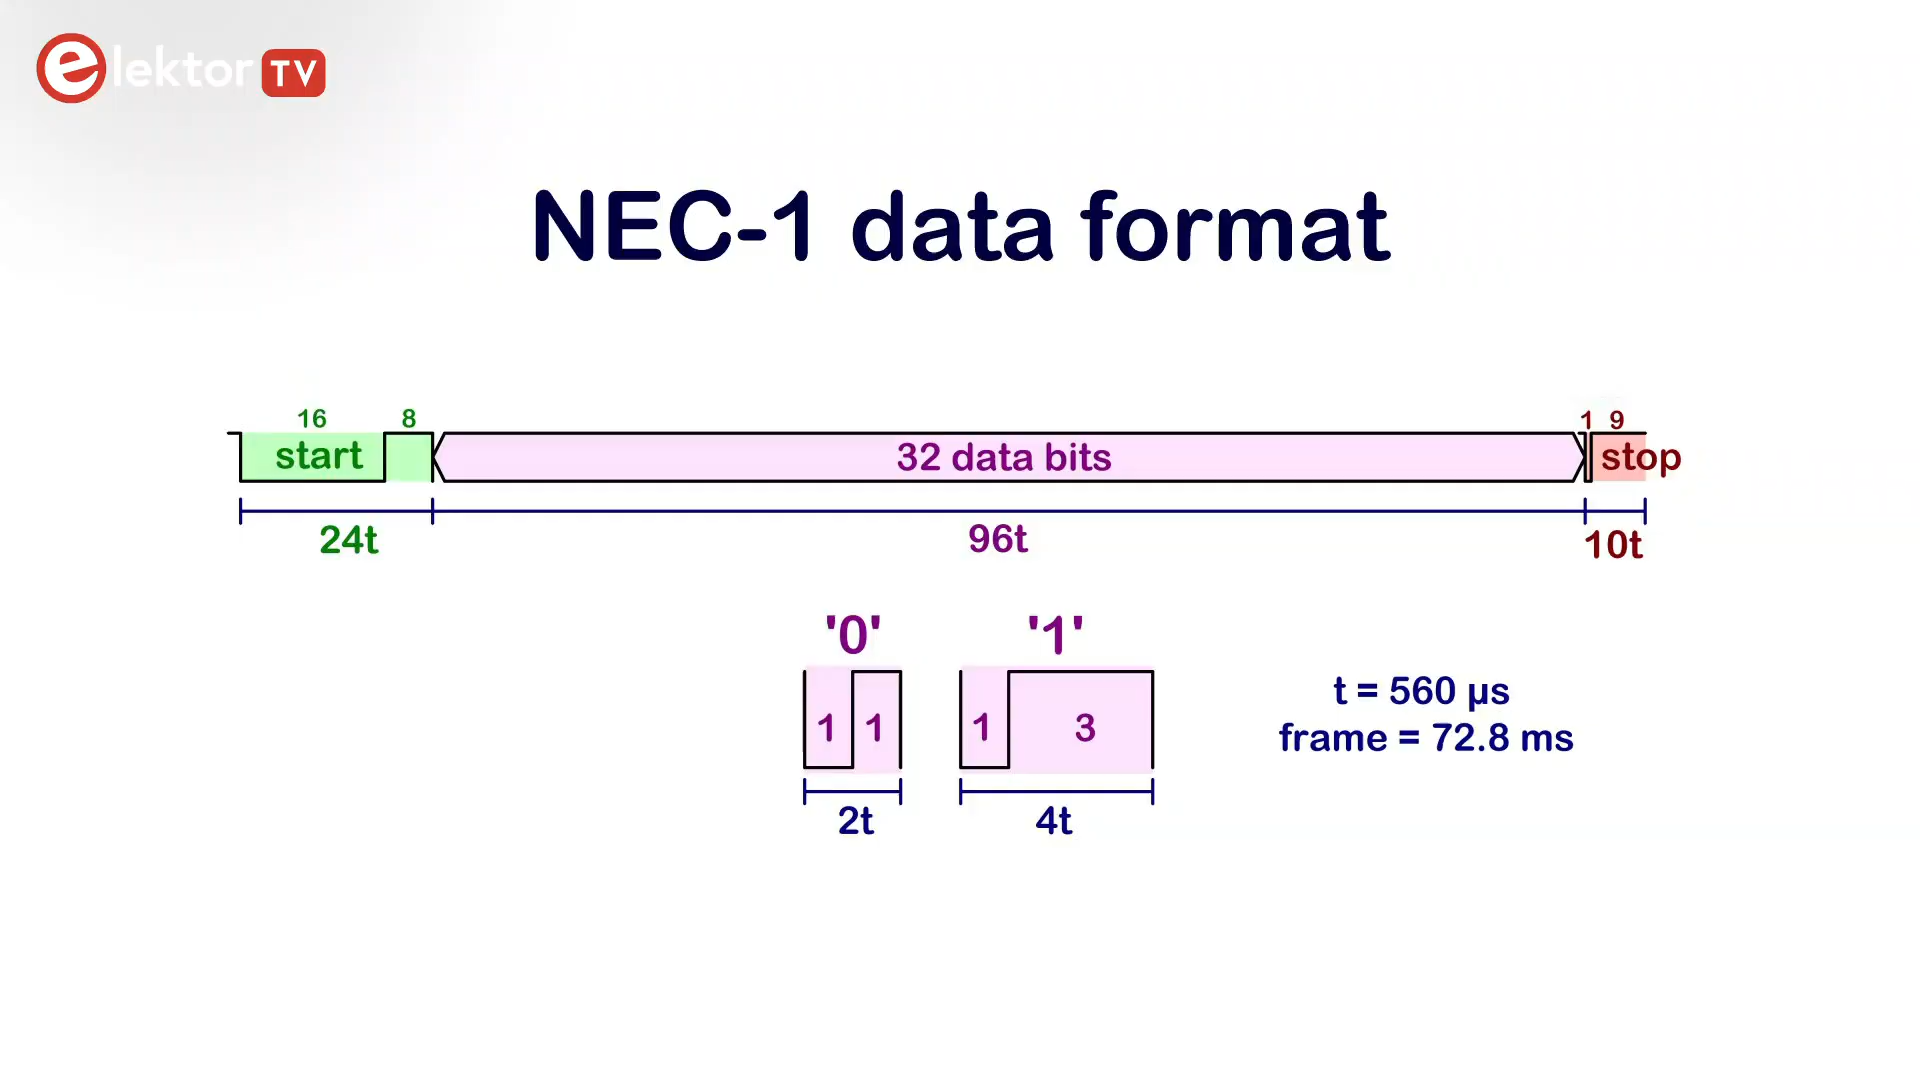 elektor TV
NEC-1 data format
16 8 1 9
start 32 data bits stop
24t 96t 10t
'0' '1'
1 1 1 3
t = 560 µs
frame = 72.8 ms
2t 4t